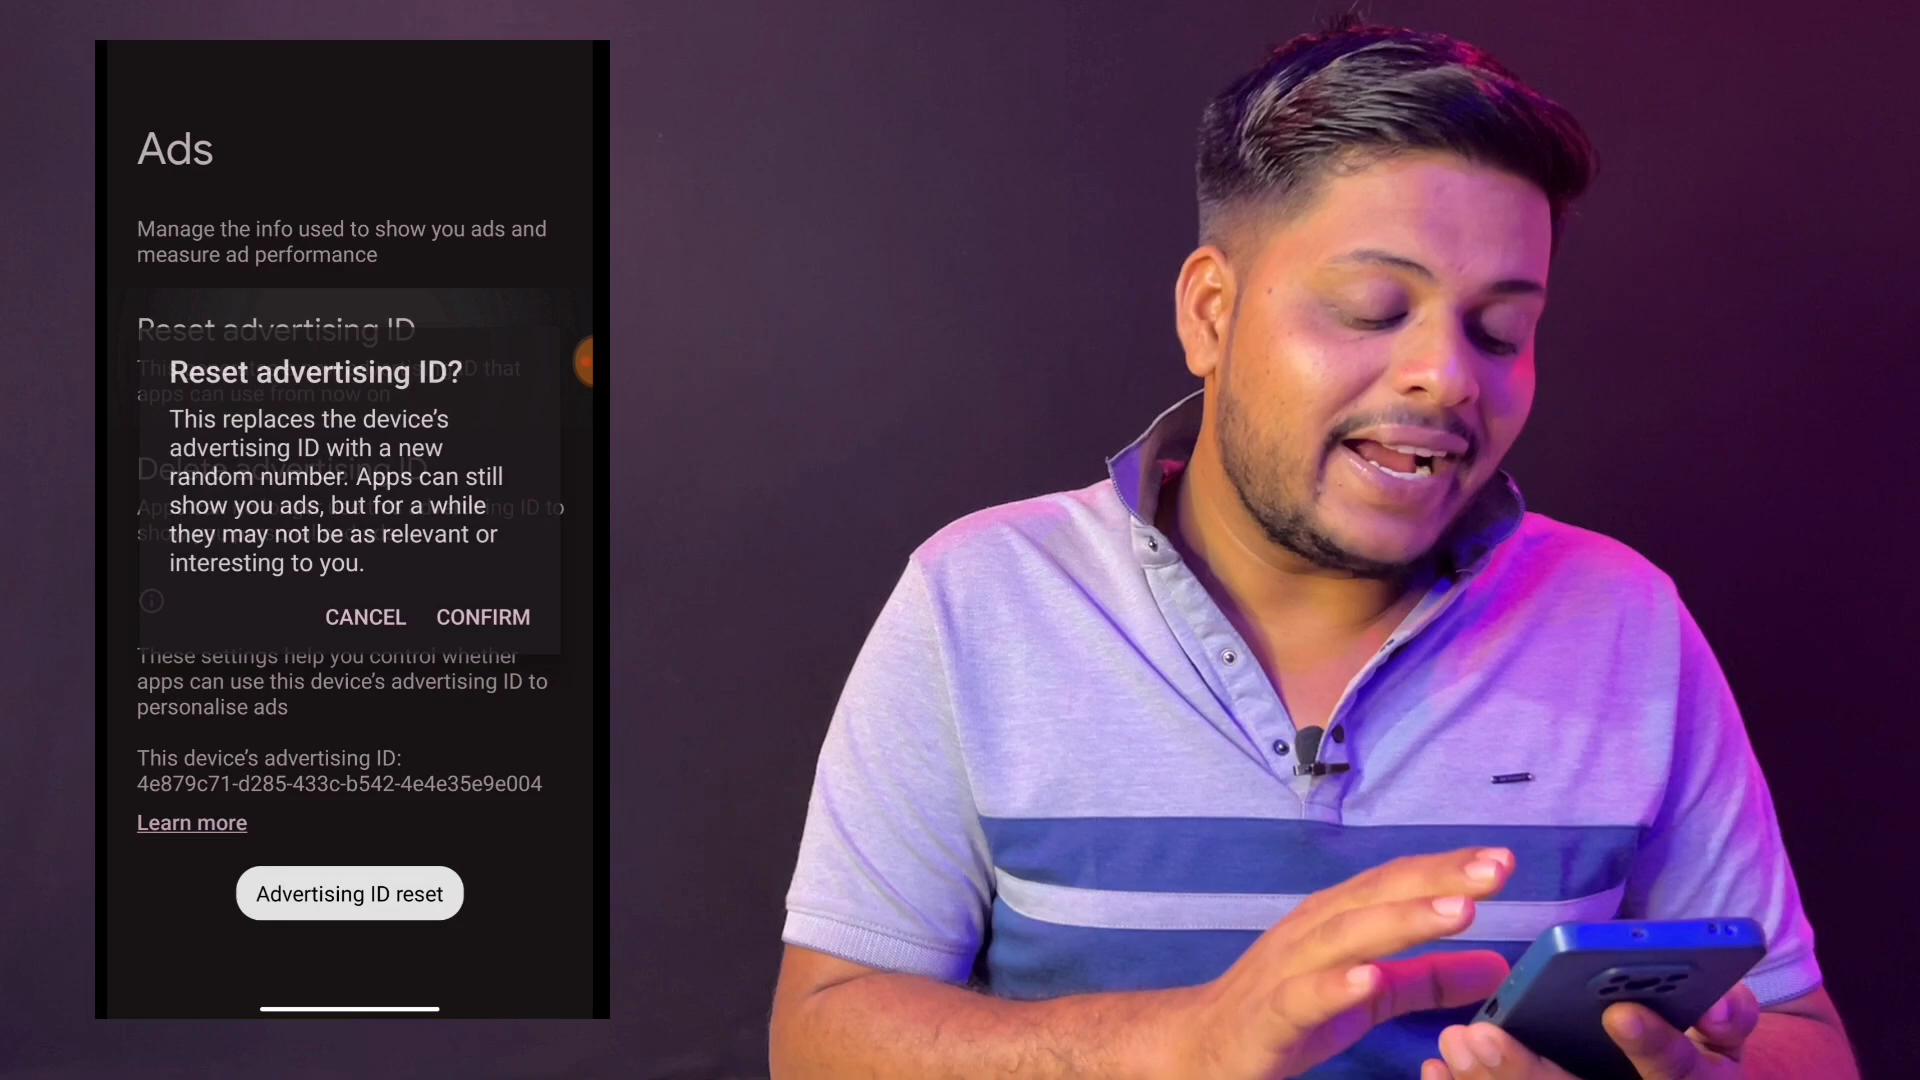 Ads
Manage the info used to show you ads and
measure ad performance
Reset advertising ID
Reset advertising ID?
This replaces the device’s
advertising ID with a new
random number. Apps can still
show you ads, but for a while
they may not be as relevant or
interesting to you.
CANCEL CONFIRM
These settings help you control whether
apps can use this device’s advertising ID to
personalise ads
This device’s advertising ID:
4e879c71-d285-433c-b542-4e4e35e9e004
Learn more
Advertising ID reset